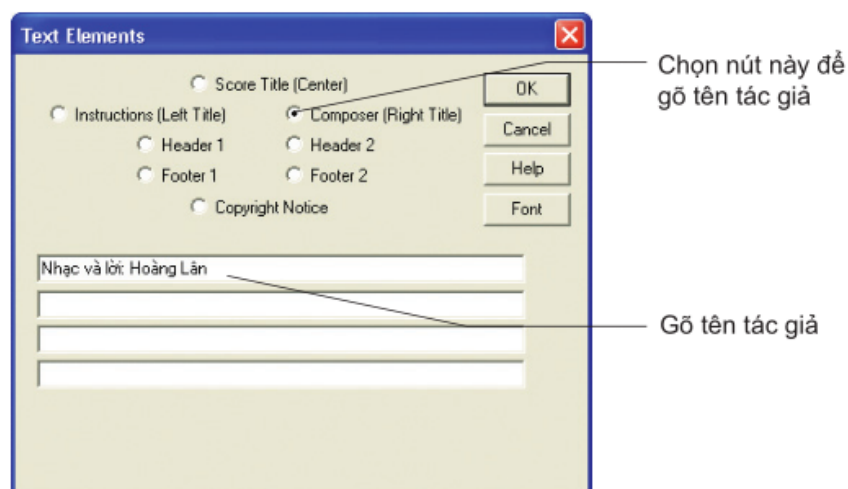 Text Elements
Score Title (Center)
OK
Instructions (Left Title)
Composer (Right Title)
Cancel
Header 1
Header 2
Help
Footer 1
Footer 2
Copyright Notice
Font
Nhạc và lời: Hoàng Lân
Chọn nút này để
gõ tên tác giả
Gõ tên tác giả